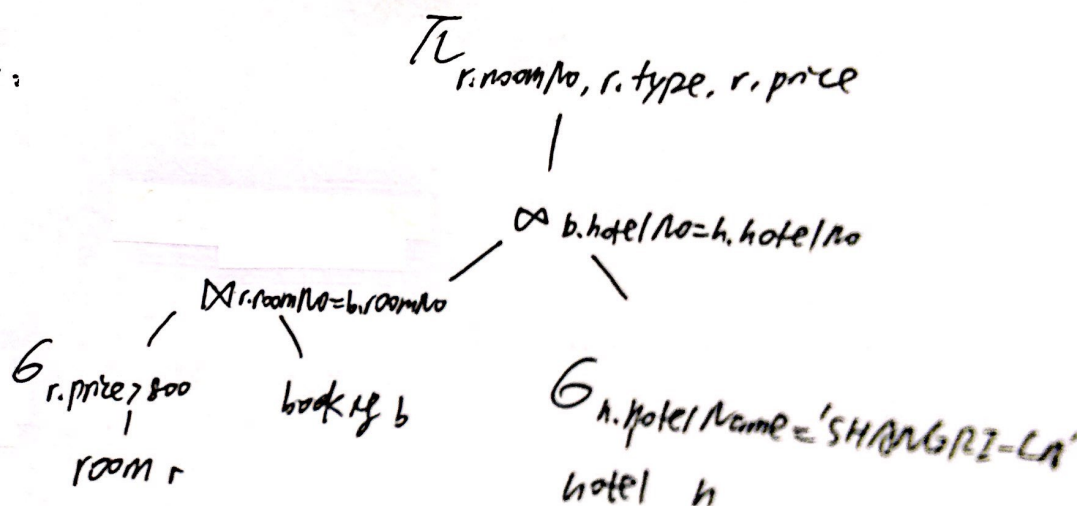 π r.roomNo, r.type, r.price
⋈ b.hotelNo=h.hotelNo
⋈ r.roomNo=b.roomNo
σ r.price>800
booking b
room r
σ h.hotelName='SHANGRI-LA'
hotel h